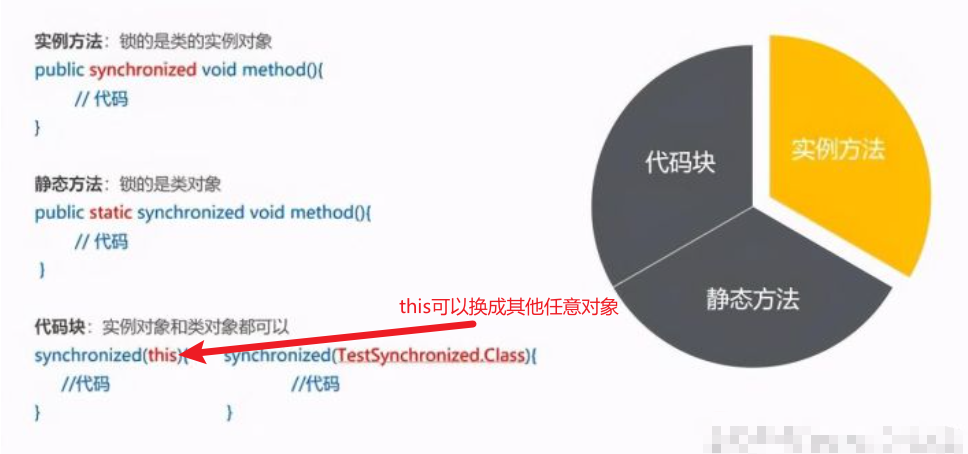 实例方法：锁的是类的实例对象
public synchronized void method(){
// 代码
}
静态方法：锁的是类对象
public static synchronized void method(){
// 代码
}
代码块：实例对象和类对象都可以
synchronized(this){ synchronized(TestSynchronized.Class){
//代码 //代码
} }
this可以换成其他任意对象
代码块
实例方法
静态方法